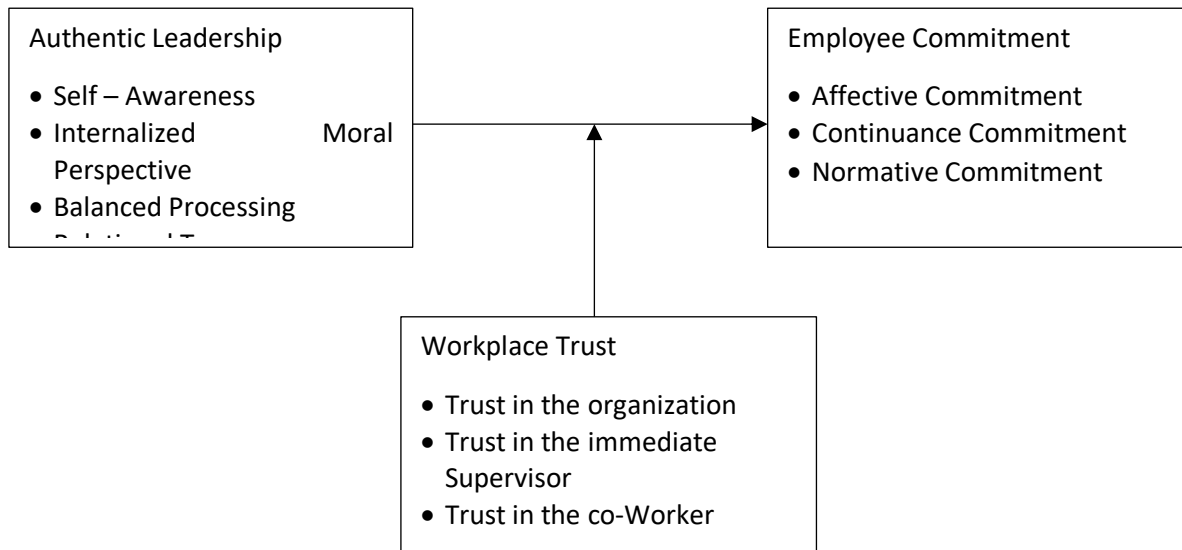 Authentic Leadership
• Self – Awareness
• Internalized Moral
Perspective
• Balanced Processing
Employee Commitment
• Affective Commitment
• Continuance Commitment
• Normative Commitment
Workplace Trust
• Trust in the organization
• Trust in the immediate
Supervisor
• Trust in the co-Worker